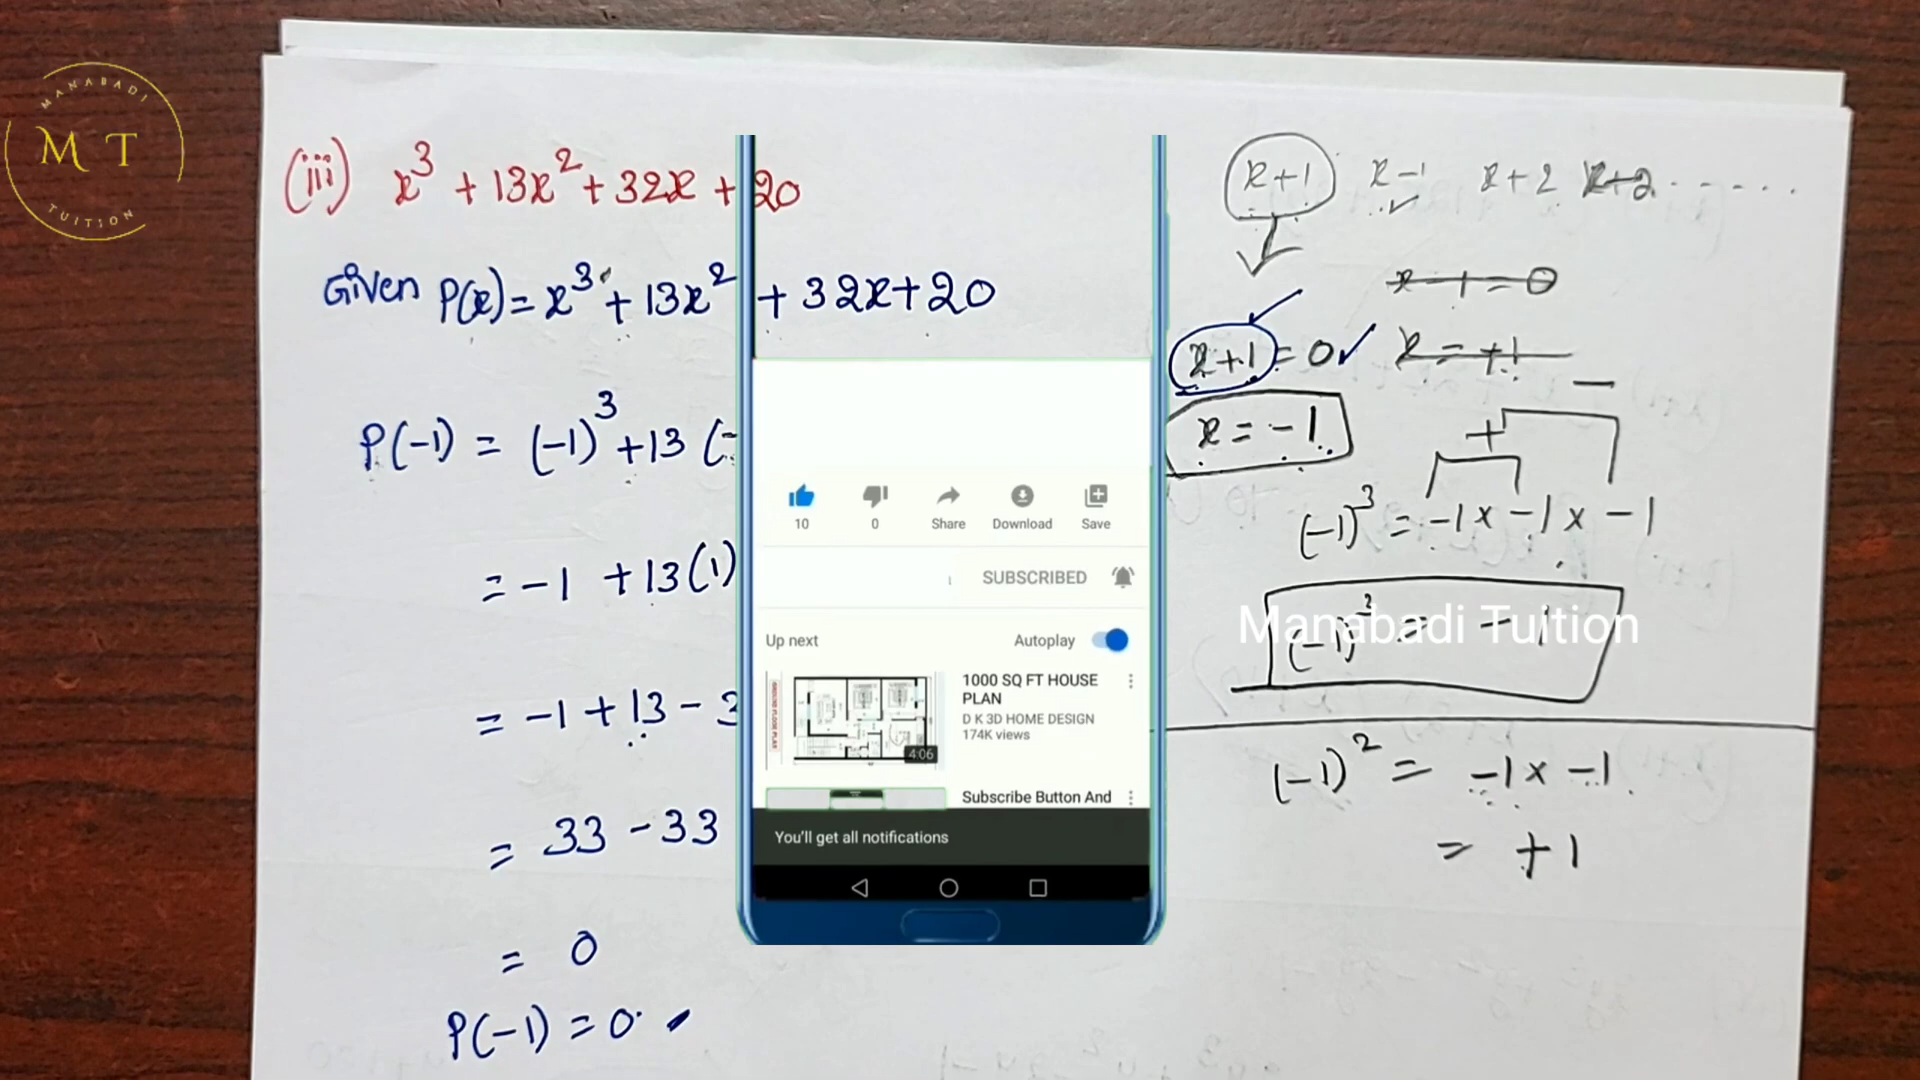 MANABADI
M T
TUITION
(iii) x³ + 13x² + 32x + 20
Given P(x) = x³ + 13x² + 32x + 20
P(-1) = (-1)³ + 13 (-
= -1 + 13(1)
= -1 + 13 - 3
= 33 - 33
= 0
P(-1) = 0
10
0
Share
Download
Save
SUBSCRIBED
Up next
Autoplay
1000 SQ FT HOUSE
PLAN
D K 3D HOME DESIGN
174K views
4:06
Subscribe Button And
You'll get all notifications
x+1 x-1 x+2 x+2 ......
x-1=0
x+1 = 0 ✓ x = +1
x = -1
+ -
(-1)³ = -1 x -1 x -1
Manabadi Tuition
(-1)³ = -1
(-1)² = -1 x -1
= +1